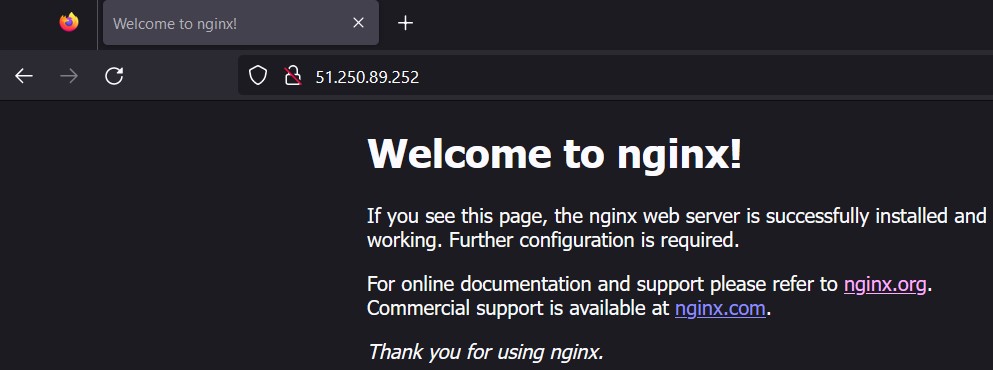 Welcome to nginx!
51.250.89.252
Welcome to nginx!
If you see this page, the nginx web server is successfully installed and
working. Further configuration is required.
For online documentation and support please refer to nginx.org.
Commercial support is available at nginx.com.
Thank you for using nginx.